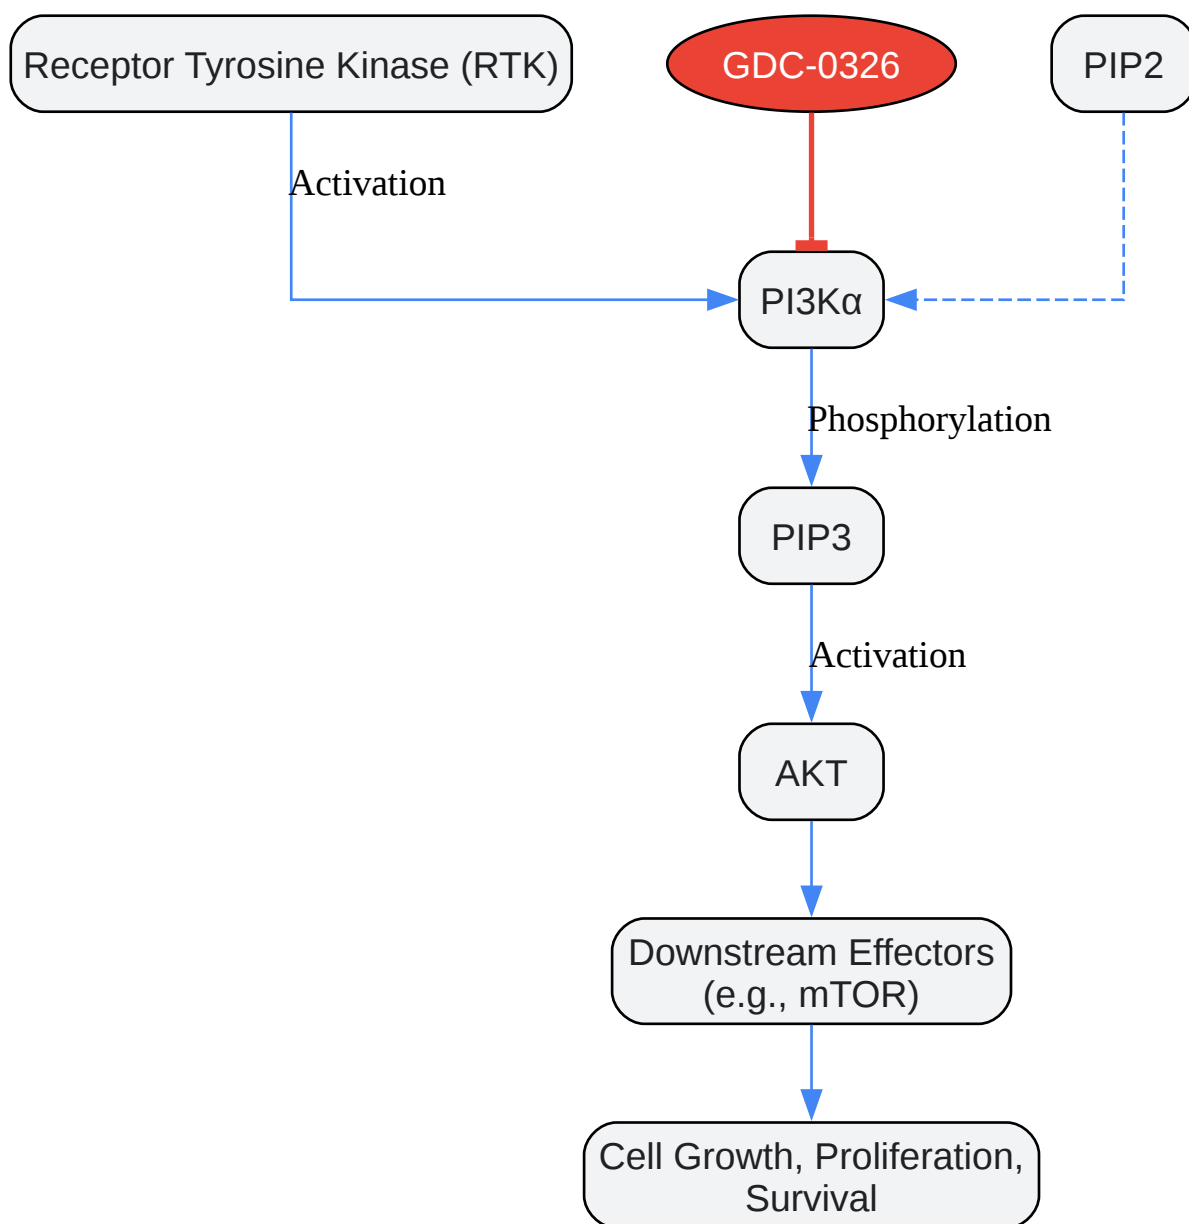 Receptor Tyrosine Kinase (RTK)
GDC-0326
PIP2
Activation
PI3Kα
Phosphorylation
PIP3
Activation
AKT
Downstream Effectors
(e.g., mTOR)
Cell Growth, Proliferation,
Survival